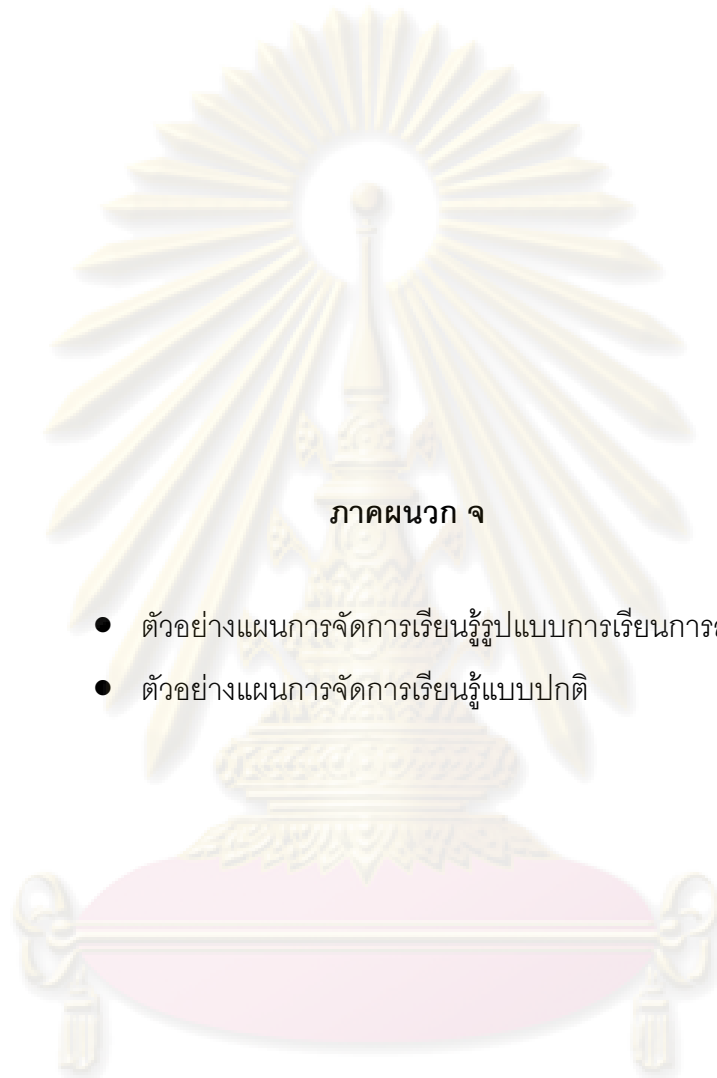 ภาคผนวก จ
● ตัวอย่างแผนการจัดการเรียนรู้รูปแบบการเรียนการ
● ตัวอย่างแผนการจัดการเรียนรู้แบบปกติ